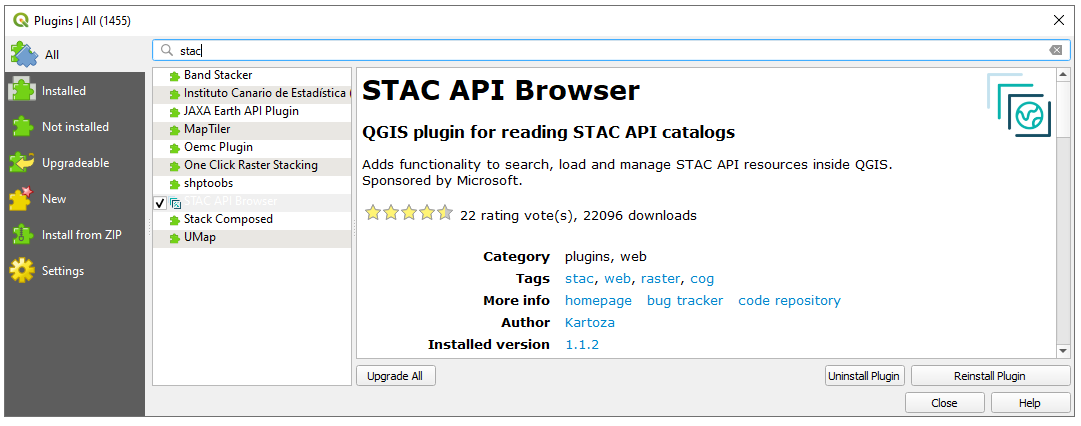 Plugins | All (1455)
All
Installed
Not installed
Upgradeable
New
Install from ZIP
Settings
stac
Band Stacker
Instituto Canario de Estadística (
JAXA Earth API Plugin
MapTiler
Oemc Plugin
One Click Raster Stacking
shptoobs
STAC API Browser
Stack Composed
UMap
STAC API Browser
QGIS plugin for reading STAC API catalogs
Adds functionality to search, load and manage STAC API resources inside QGIS.
Sponsored by Microsoft.
22 rating vote(s), 22096 downloads
Category plugins, web
Tags stac, web, raster, cog
More info homepage bug tracker code repository
Author Kartoza
Installed version 1.1.2
Upgrade All
Uninstall Plugin
Reinstall Plugin
Close
Help